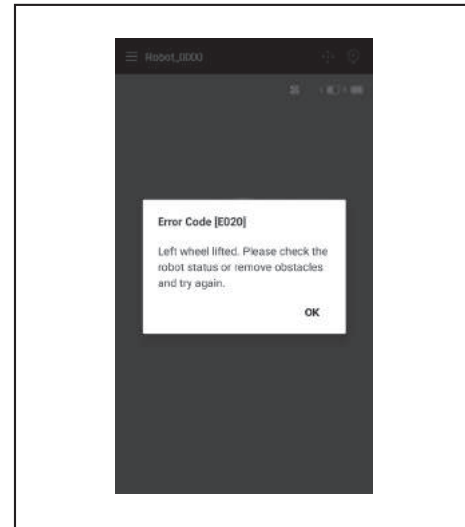 Robot_0000
Error Code [E020]
Left wheel lifted. Please check the
robot status or remove obstacles
and try again.
OK